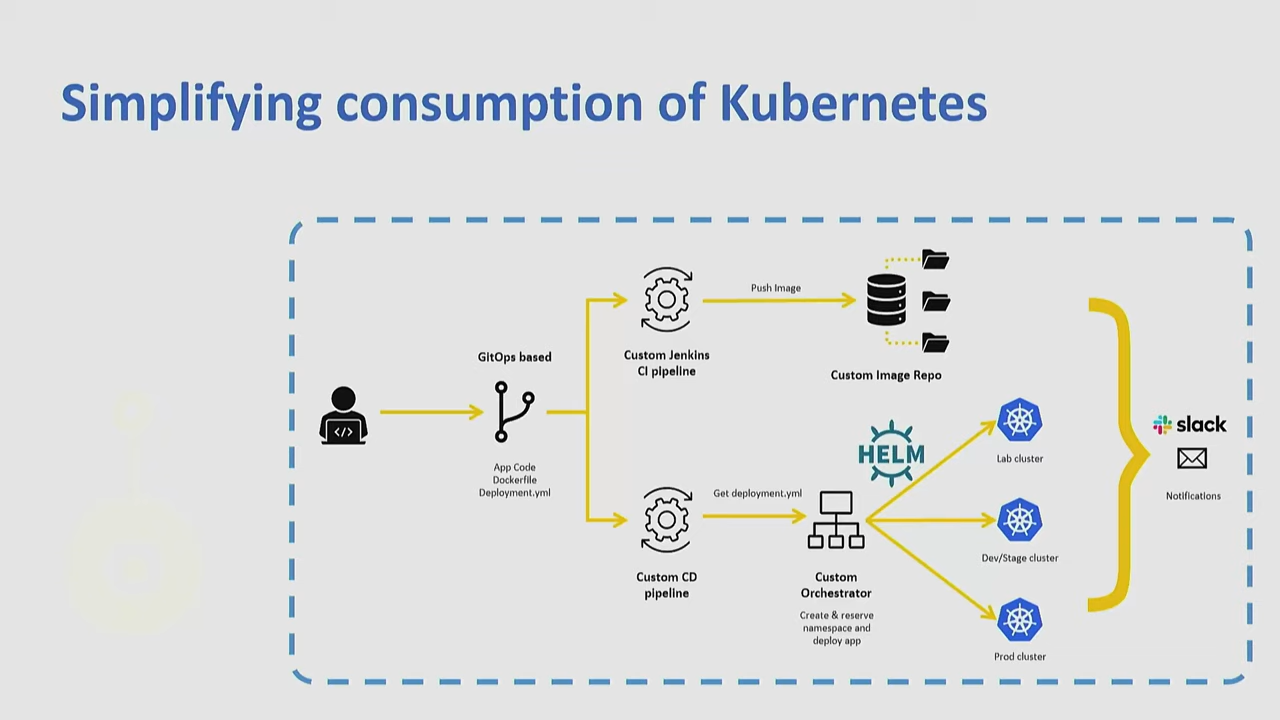 Simplifying consumption of Kubernetes
GitOps based
App Code
Dockerfile
Deployment.yml
Custom Jenkins
CI pipeline
Push Image
Custom Image Repo
Custom CD
pipeline
Get deployment.yml
HELM
Custom
Orchestrator
Create & reserve
namespace and
deploy app
Lab cluster
Dev/Stage cluster
Prod cluster
slack
Notifications